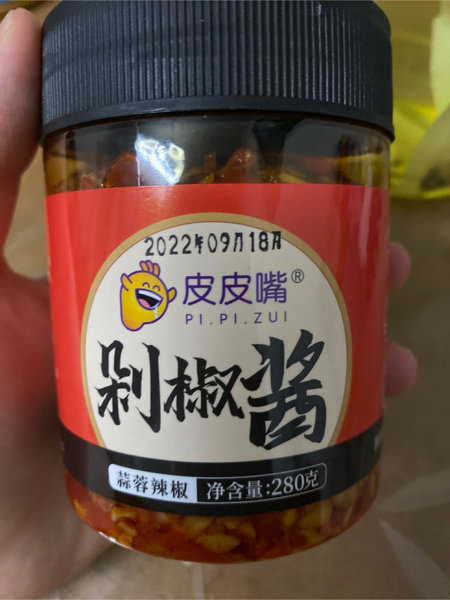 2022年09月18月
皮皮嘴®
PI.PI.ZUI
剁椒酱
蒜蓉辣椒 净含量:280克